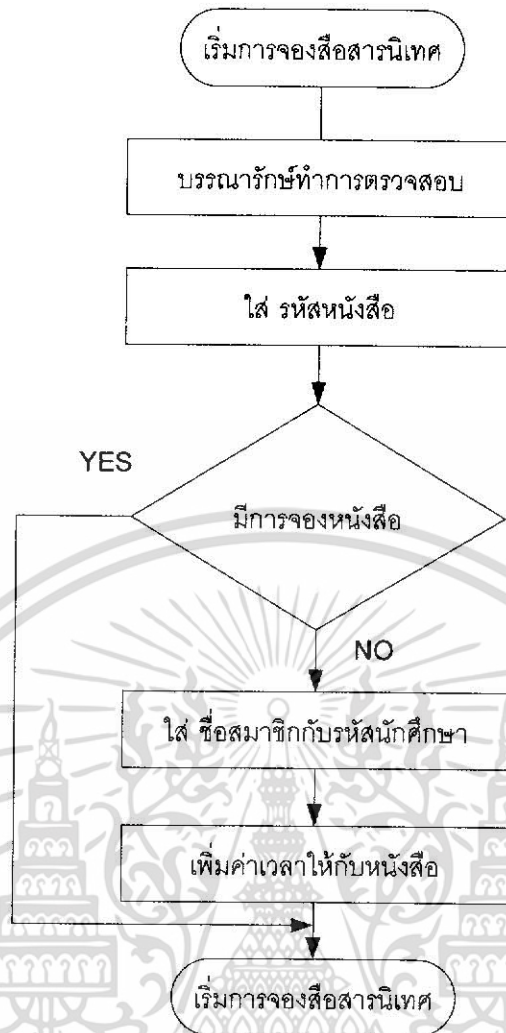 เริ่มการจองสื่อสารนิเทศ
บรรณารักษ์ทำการตรวจสอบ
ใส่ รหัสหนังสือ
YES
มีการจองหนังสือ
NO
ใส่ ชื่อสมาชิกกับรหัสนักศึกษา
เพิ่มค่าเวลาให้กับหนังสือ
เริ่มการจองสื่อสารนิเทศ